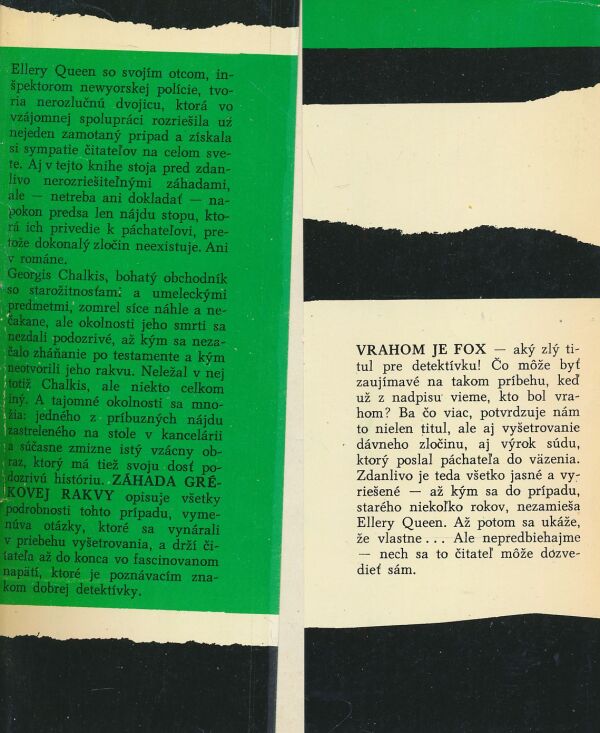 Ellery Queen so svojím otcom, in-
špektorom newyorskej polície, tvo-
ria nerozlučnú dvojicu, ktorá vo
vzájomnej spolupráci rozriešila už
nejeden zamotaný prípad a získala
si sympatie čitateľov na celom sve-
te. Aj v tejto knihe stoja pred zdan-
livo nerozriešiteľnými záhadami,
ale — netreba ani dokladať — na-
pokon predsa len nájdu stopu, kto-
rá ich privedie k páchateľovi, pre-
tože dokonalý zločin neexistuje. Ani
v románe.
Georgis Chalkis, bohatý obchodník
so starožitnosťami a umeleckými
predmetmi, zomrel síce náhle a ne-
čakane, ale okolnosti jeho smrti sa
nezdali podozrivé, až kým sa neza-
čalo zháňanie po testamente a kým
neotvorili jeho rakvu. Neležal v nej
totiž Chalkis, ale niekto celkom
iný. A tajomné okolnosti sa mno-
žia: jedného z príbuzných nájdu
zastreleného na stole v kancelárii
a súčasne zmizne istý vzácny ob-
raz, ktorý má tiež svoju dosť po-
dozrivú históriu. ZÁHADA GRÉ-
KOVEJ RAKVY opisuje všetky
podrobnosti tohto prípadu, vyme-
núva otázky, ktoré sa vynárali
v priebehu vyšetrovania, a drží či-
tateľa až do konca vo fascinovanom
napätí, ktoré je poznávacím zna-
kom dobrej detektívky.
VRAHOM JE FOX — aký zlý ti-
tul pre detektívku! Čo môže byť
zaujímavé na takom príbehu, keď
už z nadpisu vieme, kto bol vra-
hom? Ba čo viac, potvrdzuje nám
to nielen titul, ale aj vyšetrovanie
dávneho zločinu, aj výrok súdu,
ktorý poslal páchateľa do väzenia.
Zdanlivo je teda všetko jasné a vy-
riešené — až kým sa do prípadu,
starého niekoľko rokov, nezamieša
Ellery Queen. Až potom sa ukáže,
že vlastne... Ale nepredbiehajme
— nech sa to čitateľ môže dozve-
dieť sám.